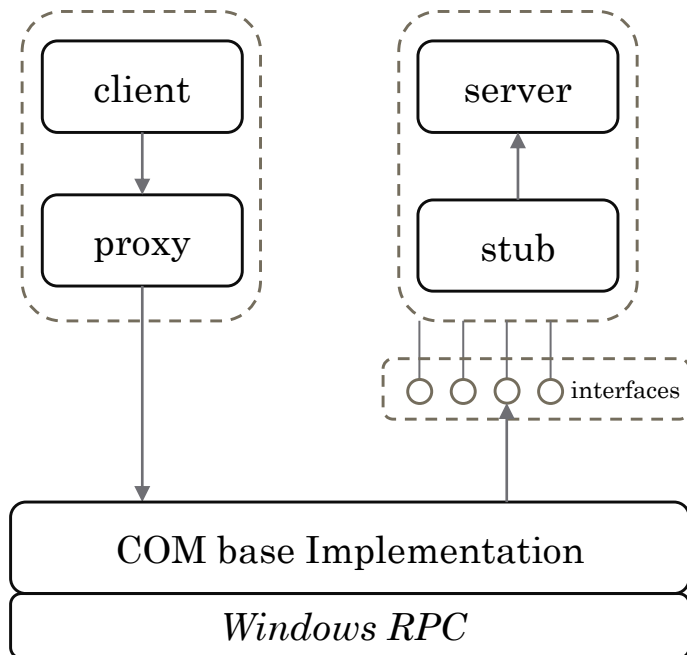 client
server
proxy
stub
interfaces
COM base Implementation
Windows RPC